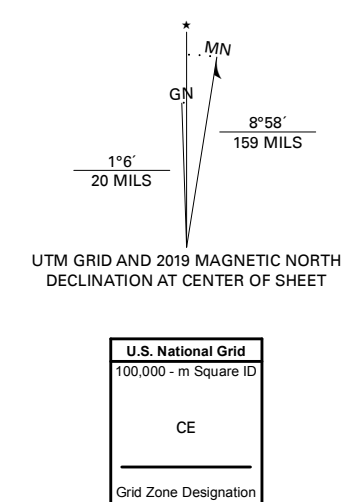 ★
MN
GN
8°58´
159 MILS
1°6´
20 MILS
UTM GRID AND 2019 MAGNETIC NORTH
DECLINATION AT CENTER OF SHEET
U.S. National Grid
100,000 - m Square ID
CE
Grid Zone Designation